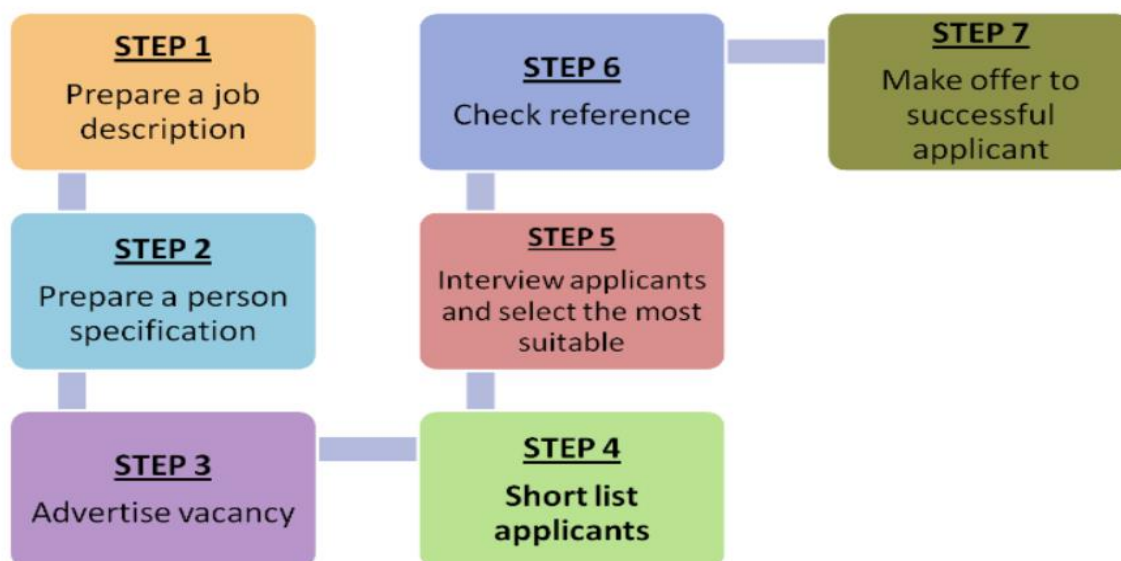 STEP 1
Prepare a job
description
STEP 2
Prepare a person
specification
STEP 3
Advertise vacancy
STEP 4
Short list
applicants
STEP 5
Interview applicants
and select the most
suitable
STEP 6
Check reference
STEP 7
Make offer to
successful
applicant